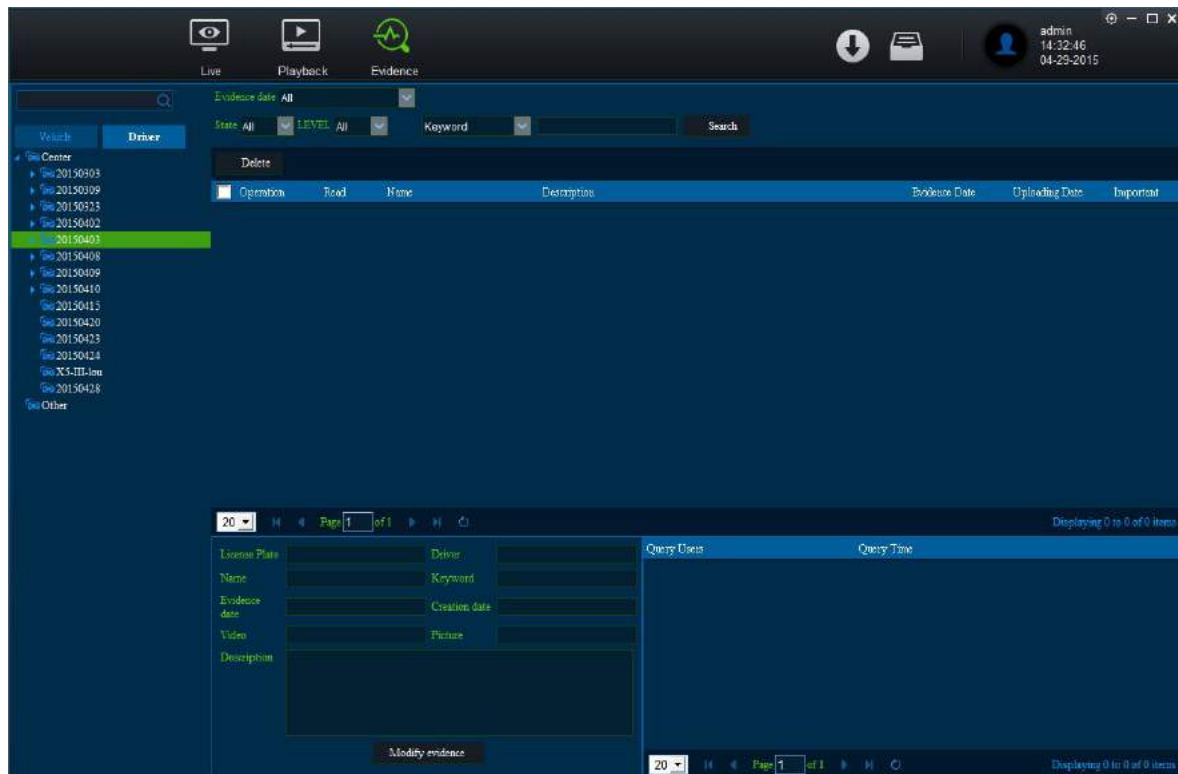 admin
14:32:46
04-29-2015
Live Playback Evidence
Evidence date All
State All LEVEL All Keyword Search
Vehicle Driver
Delete
Operation Read Name Description Evidence Date Uploading Date Important
Center
20150303
20150309
20150323
20150402
20150403
20150408
20150409
20150410
20150415
20150420
20150423
20150424
X5-III-lou
20150428
Other
20 Page 1 of 1 Displaying 0 to 0 of 0 items
License Plate Driver
Name Keyword
Evidence
date
Creation date
Video Picture
Description
Modify evidence
Query Users Query Time
20 Page 1 of 1 Displaying 0 to 0 of 0 items